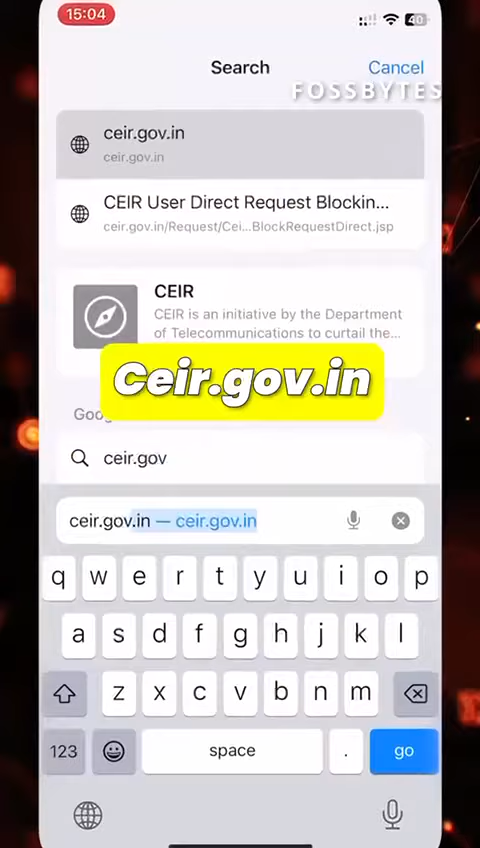 15:04
40
Search
Cancel
FOSSBYTES
ceir.gov.in
ceir.gov.in
CEIR User Direct Request Blockin...
ceir.gov.in/Request/Cei...BlockRequestDirect.jsp
CEIR
CEIR is an initiative by the Department
of Telecommunications to curtail the...
Ceir.gov.in
Goo
ceir.gov
ceir.gov.in — ceir.gov.in
q w e r t y u i o p
a s d f g h j k l
z x c v b n m
123
space
.
go